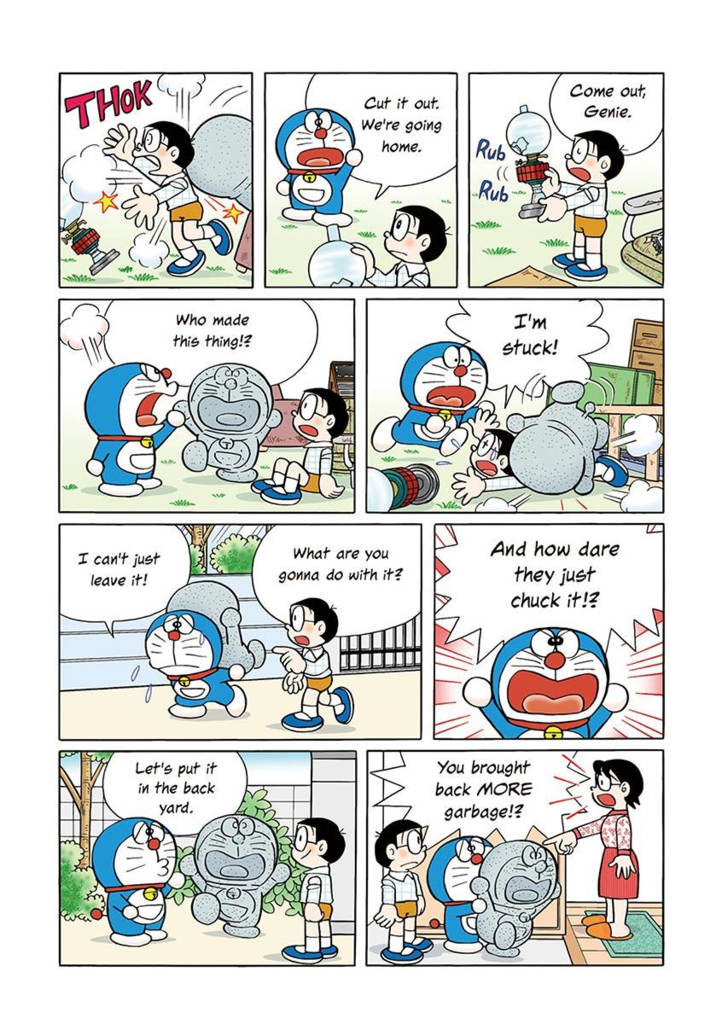 THOK
Cut it out.
We're going
home.
Come out,
Genie.
Rub
Rub
Who made
this thing!?
I'm
stuck!
I can't just
leave it!
What are you
gonna do with it?
And how dare
they just
chuck it!?
Let's put it
in the back
yard.
You brought
back MORE
garbage!?